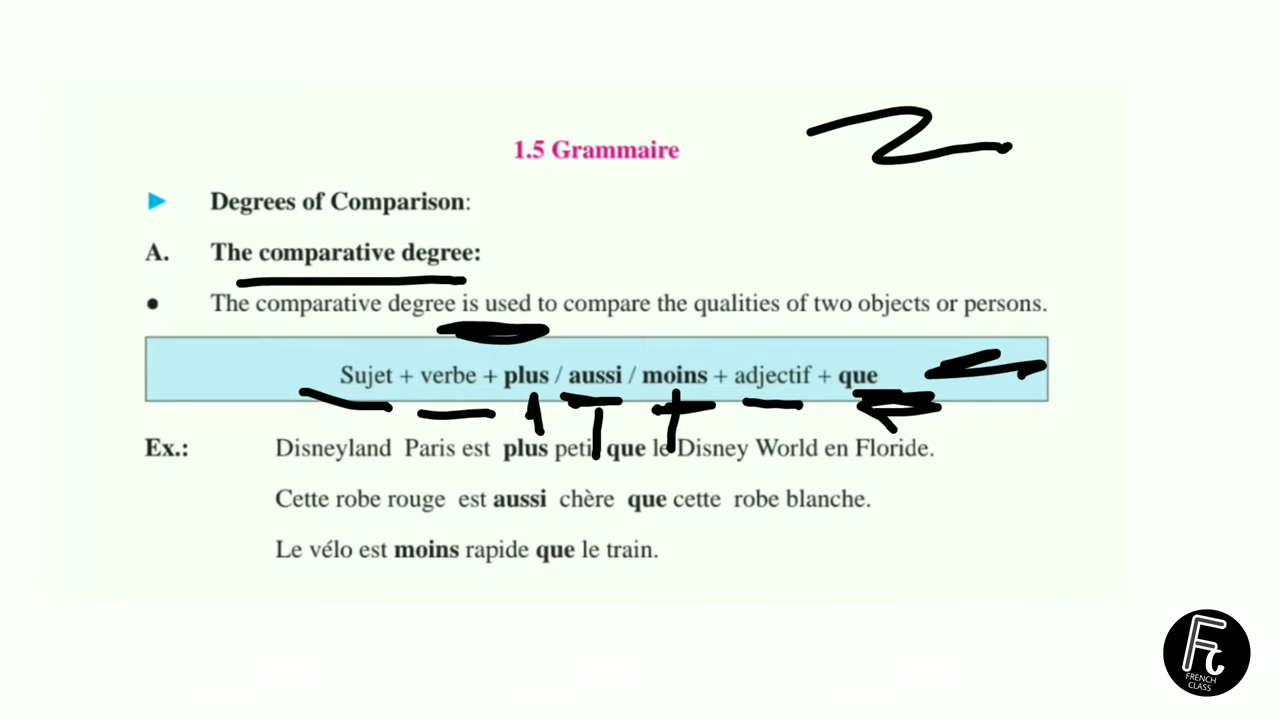 1.5 Grammaire
► Degrees of Comparison:
A. The comparative degree:
• The comparative degree is used to compare the qualities of two objects or persons.
Sujet + verbe + plus / aussi / moins + adjectif + que
Ex.: Disneyland Paris est plus petit que le Disney World en Floride.
Cette robe rouge est aussi chère que cette robe blanche.
Le vélo est moins rapide que le train.
Fc
FRENCH
CLASS